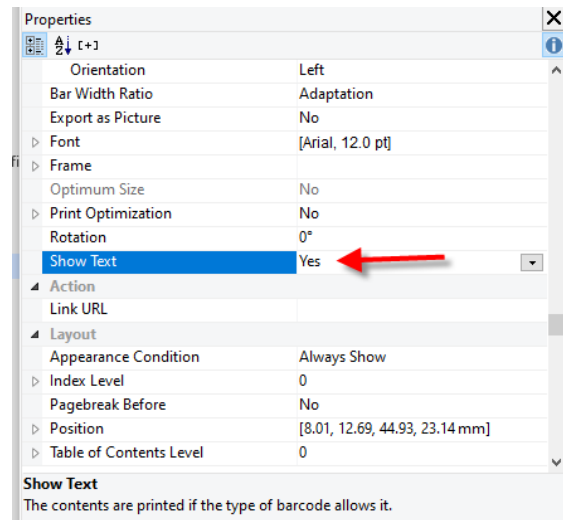 Properties
[+]
Orientation Left
Bar Width Ratio Adaptation
Export as Picture No
Font [Arial, 12.0 pt]
fi
Frame
Optimum Size No
Print Optimization No
Rotation 0°
Show Text Yes
Action
Link URL
Layout
Appearance Condition Always Show
Index Level 0
Pagebreak Before No
Position [8.01, 12.69, 44.93, 23.14 mm]
Table of Contents Level 0
Show Text
The contents are printed if the type of barcode allows it.